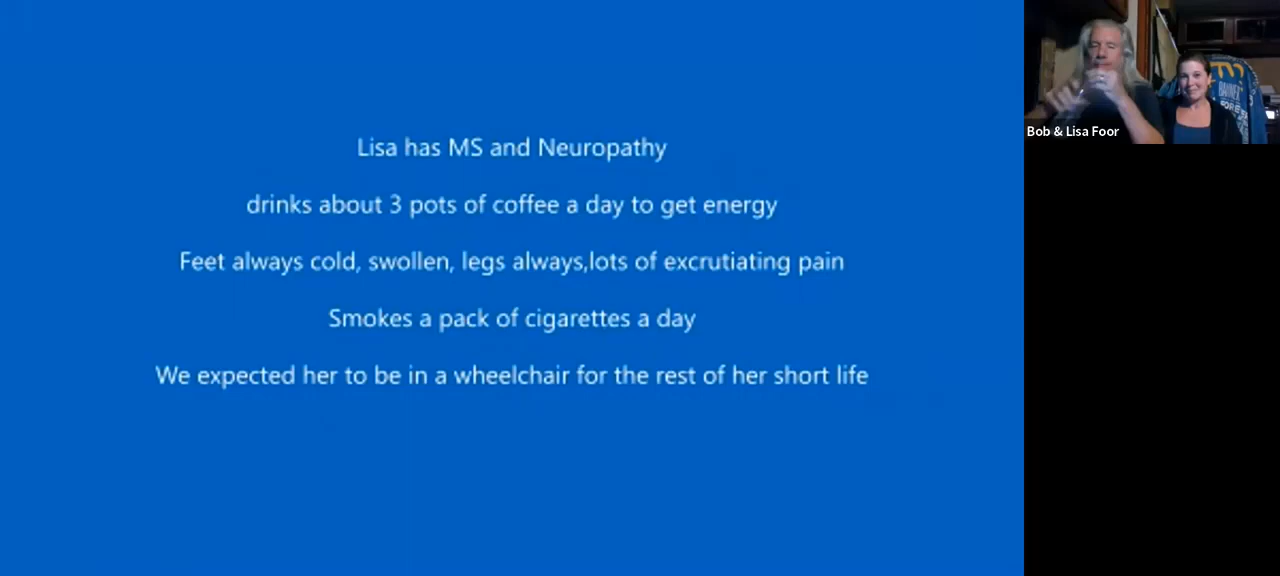 Lisa has MS and Neuropathy
drinks about 3 pots of coffee a day to get energy
Feet always cold, swollen, legs always,lots of excrutiating pain
Smokes a pack of cigarettes a day
We expected her to be in a wheelchair for the rest of her short life
Bob & Lisa Foor